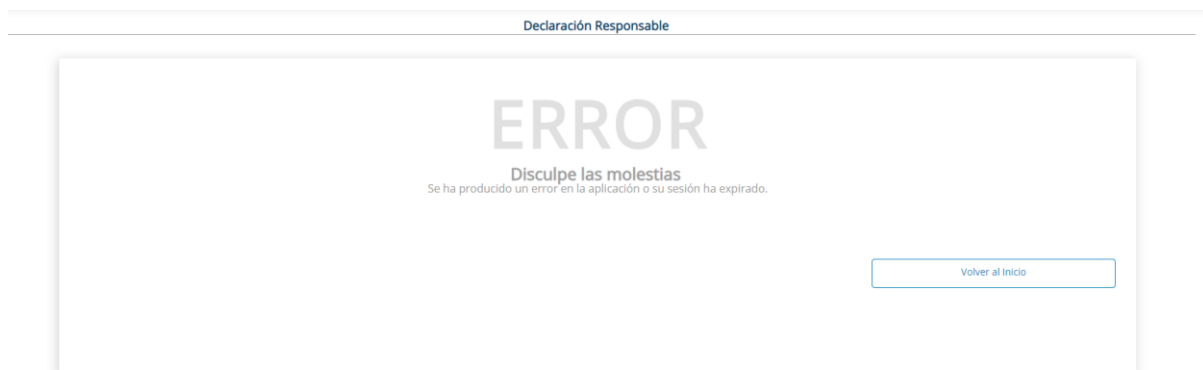 Declaración Responsable
ERROR
Disculpe las molestias
Se ha producido un error en la aplicación o su sesión ha expirado.
Volver al Inicio